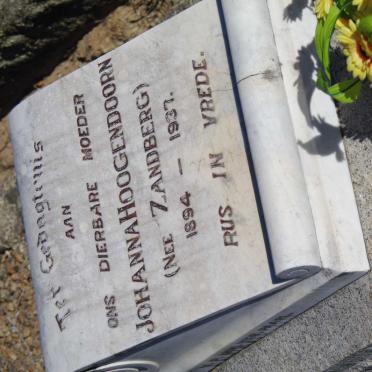 Ter Gedagtenis
AAN
ONS DIERBARE MOEDER
JOHANNA HOOGENDOORN
(NEE ZANDBERG)
1894 — 1937.
RUS IN VREDE.